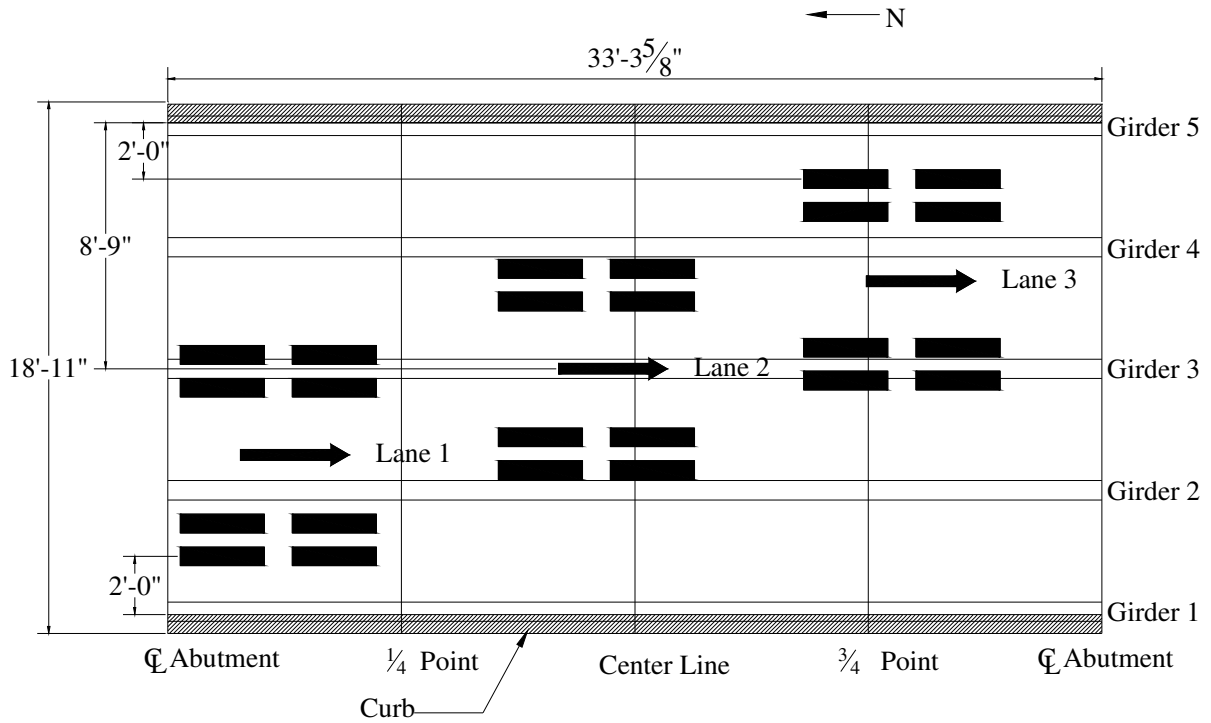 N
33'-3 5/8"
Girder 5
2'-0"
8'-9"
Girder 4
Lane 3
18'-11"
Lane 2
Girder 3
Lane 1
Girder 2
2'-0"
Girder 1
℄ Abutment
1/4 Point
Center Line
3/4 Point
℄ Abutment
Curb